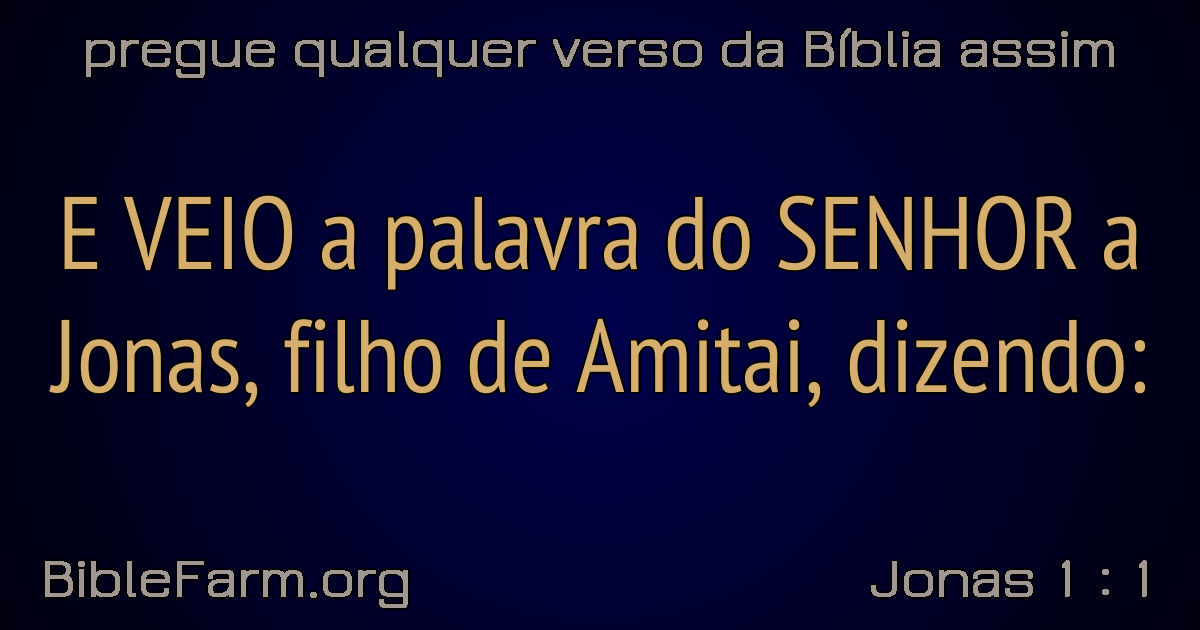 pregue qualquer verso da Bíblia assim
E VEIO a palavra do SENHOR a
Jonas, filho de Amitai, dizendo:
BibleFarm.org
Jonas 1 : 1